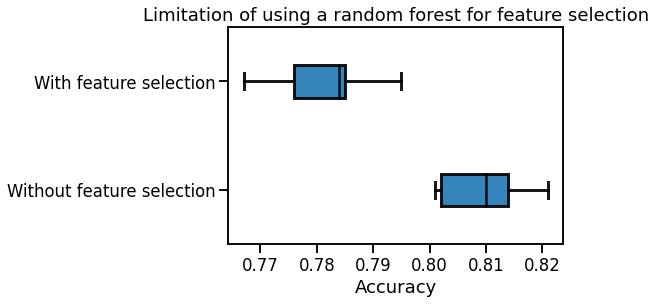 Limitation of using a random forest for feature selection
With feature selection
Without feature selection
0.77 0.78 0.79 0.80 0.81 0.82
Accuracy